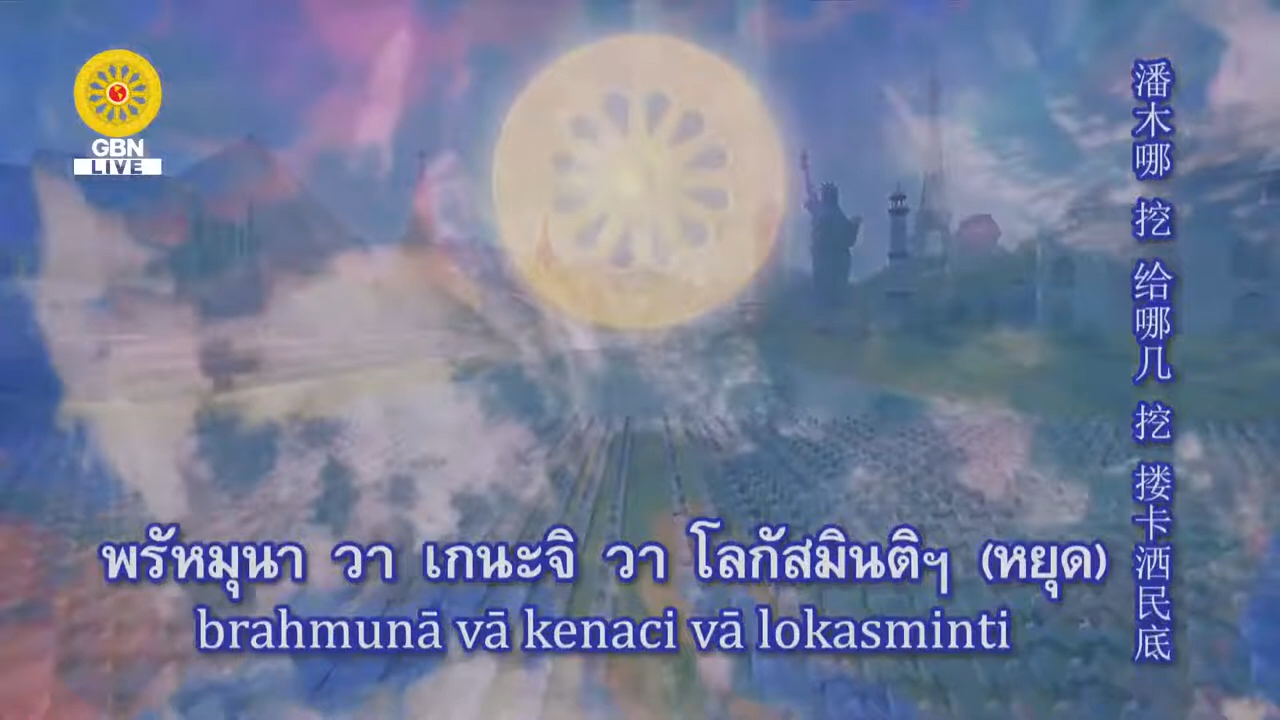 GBN
LIVE
潘木哪 挖 给哪几 挖 搂卡洒民底
พรัหมุนา วา เกนะจิ วา โลกัสมินติฯ (หยุด)
brahmunā vā kenaci vā lokasminti